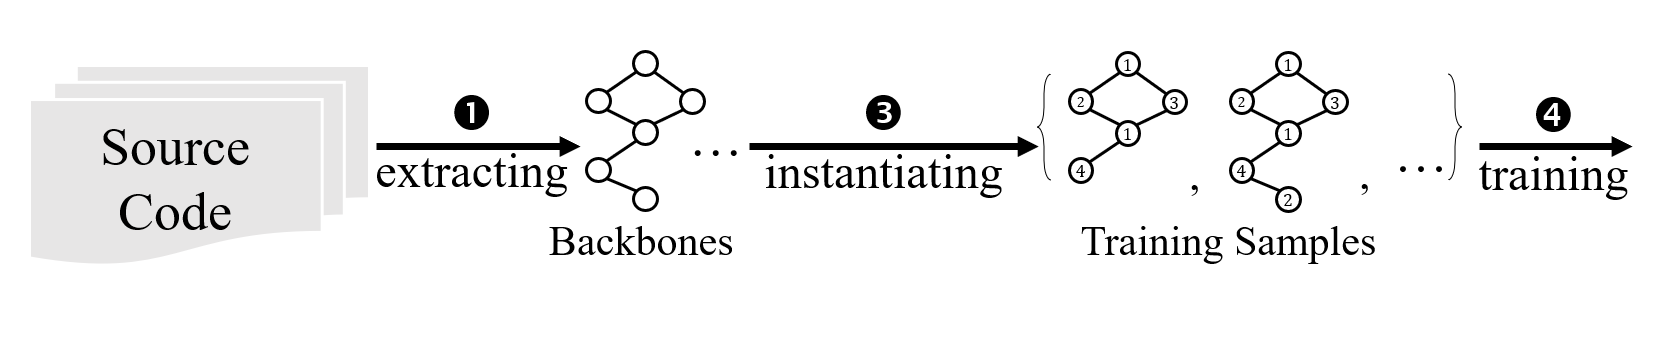 Source
Code
❶
extracting
...
Backbones
❸
instantiating
{
1
2 3
1
4
,
1
2 3
1
4
2
,
...
}
Training Samples
❹
training